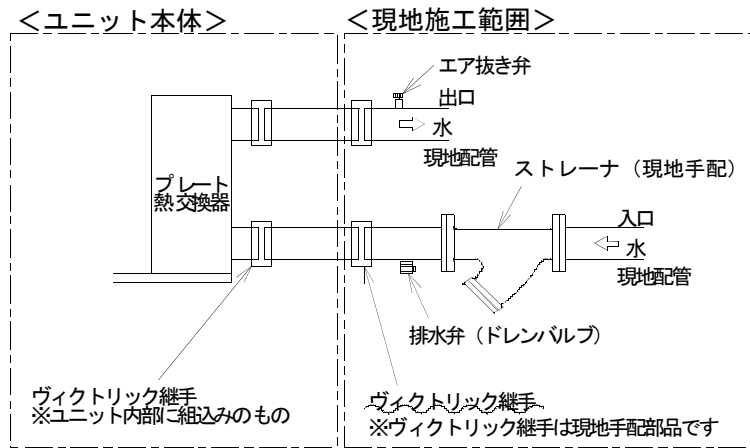 ＜ユニット本体＞
＜現地施工範囲＞
エア抜き弁
出口
水
現地配管
ストレーナ（現地手配）
プレート
熱交換器
入口
水
現地配管
排水弁（ドレンバルブ）
ヴィクトリック継手
※ユニット内部に組込みのもの
ヴィクトリック継手
※ヴィクトリック継手は現地手配部品です